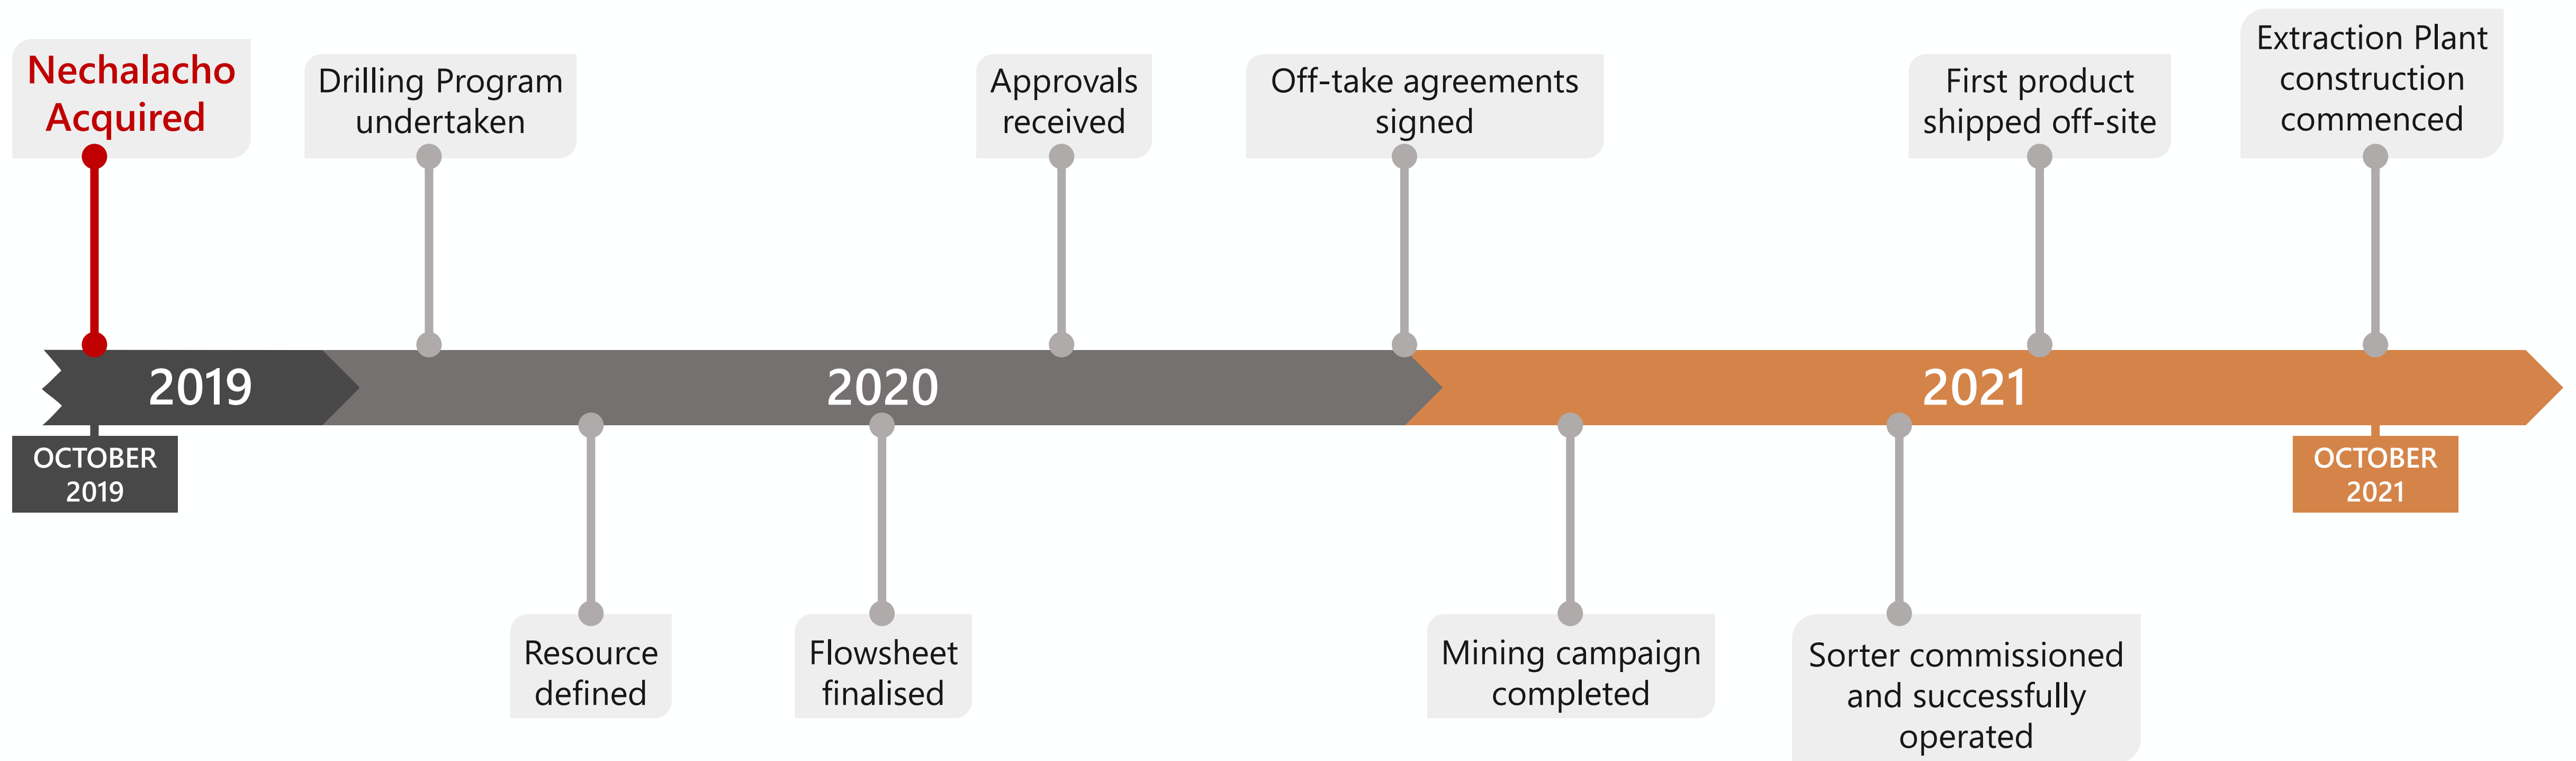 Nechalacho
Acquired
Drilling Program
undertaken
Approvals
received
Off-take agreements
signed
First product
shipped off-site
Extraction Plant
construction
commenced
2019
2020
2021
OCTOBER
2019
OCTOBER
2021
Resource
defined
Flowsheet
finalised
Mining campaign
completed
Sorter commissioned
and successfully
operated